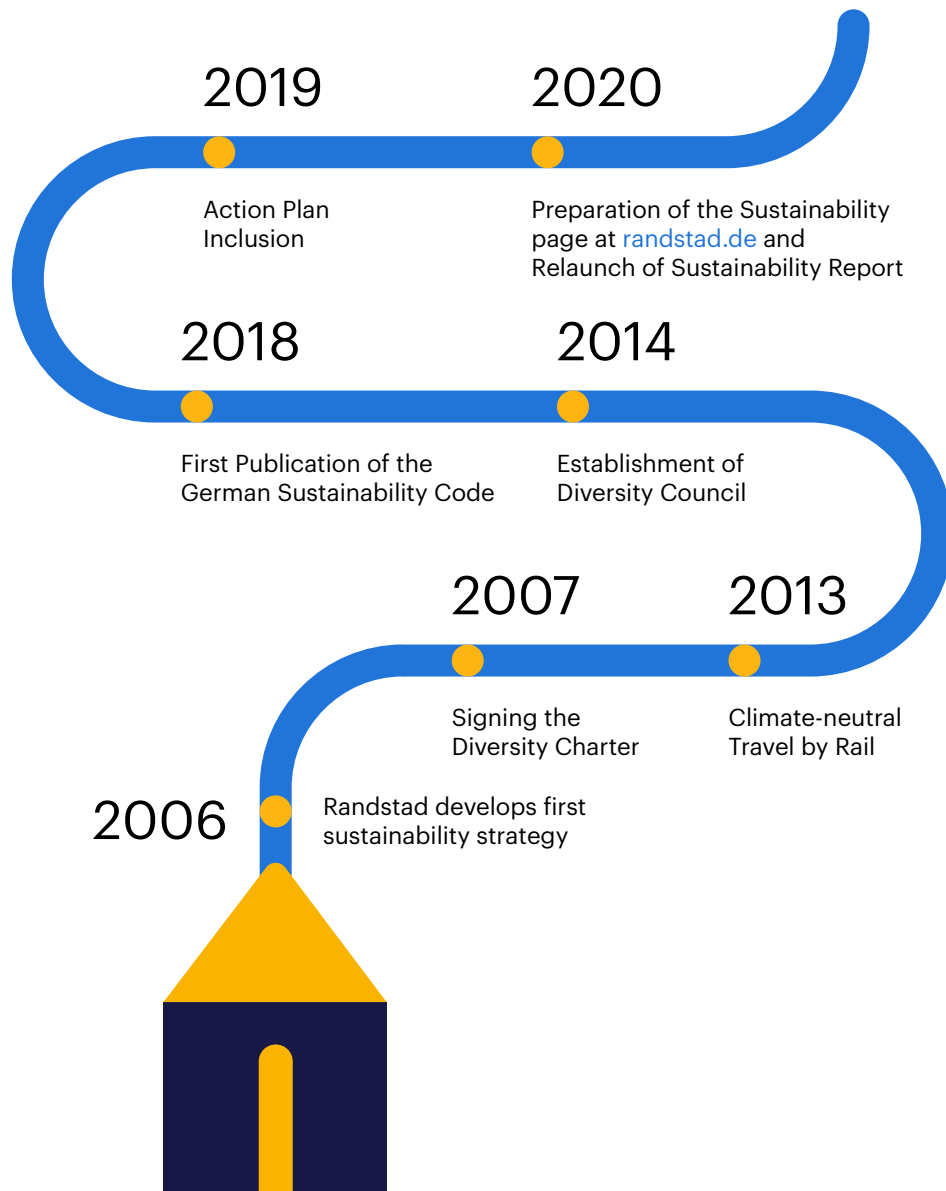 2019
Action Plan
Inclusion
2020
Preparation of the Sustainability
page at randstad.de and
Relaunch of Sustainability Report
2018
First Publication of the
German Sustainability Code
2014
Establishment of
Diversity Council
2007
Signing the
Diversity Charter
2013
Climate-neutral
Travel by Rail
2006
Randstad develops first
sustainability strategy